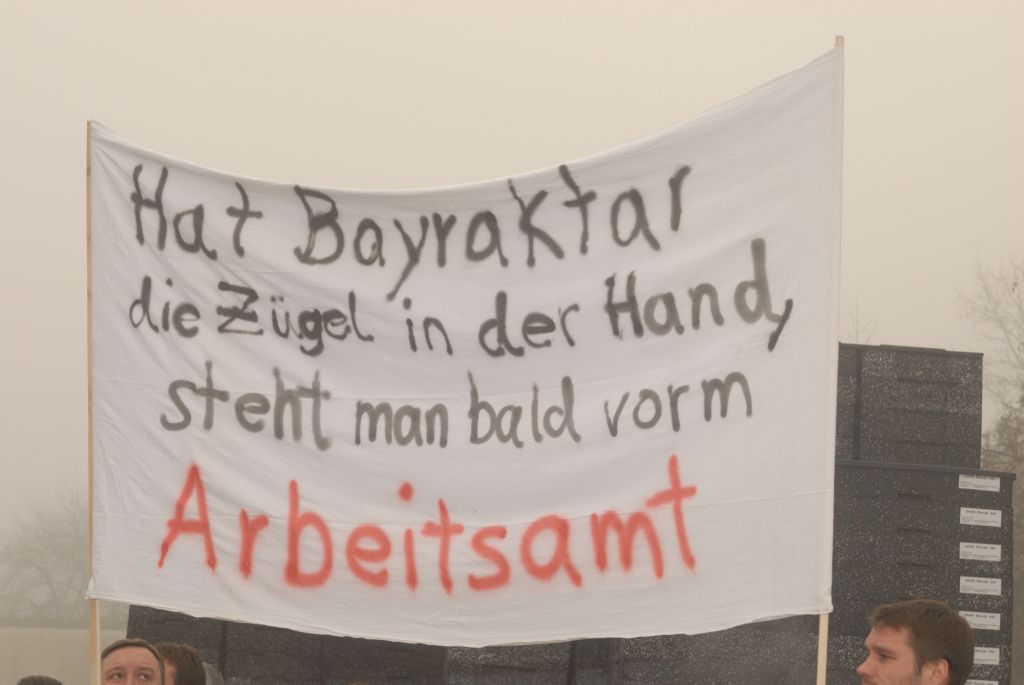 Hat Bayraktar
die Zügel in der Hand,
steht man bald vorm
Arbeitsamt